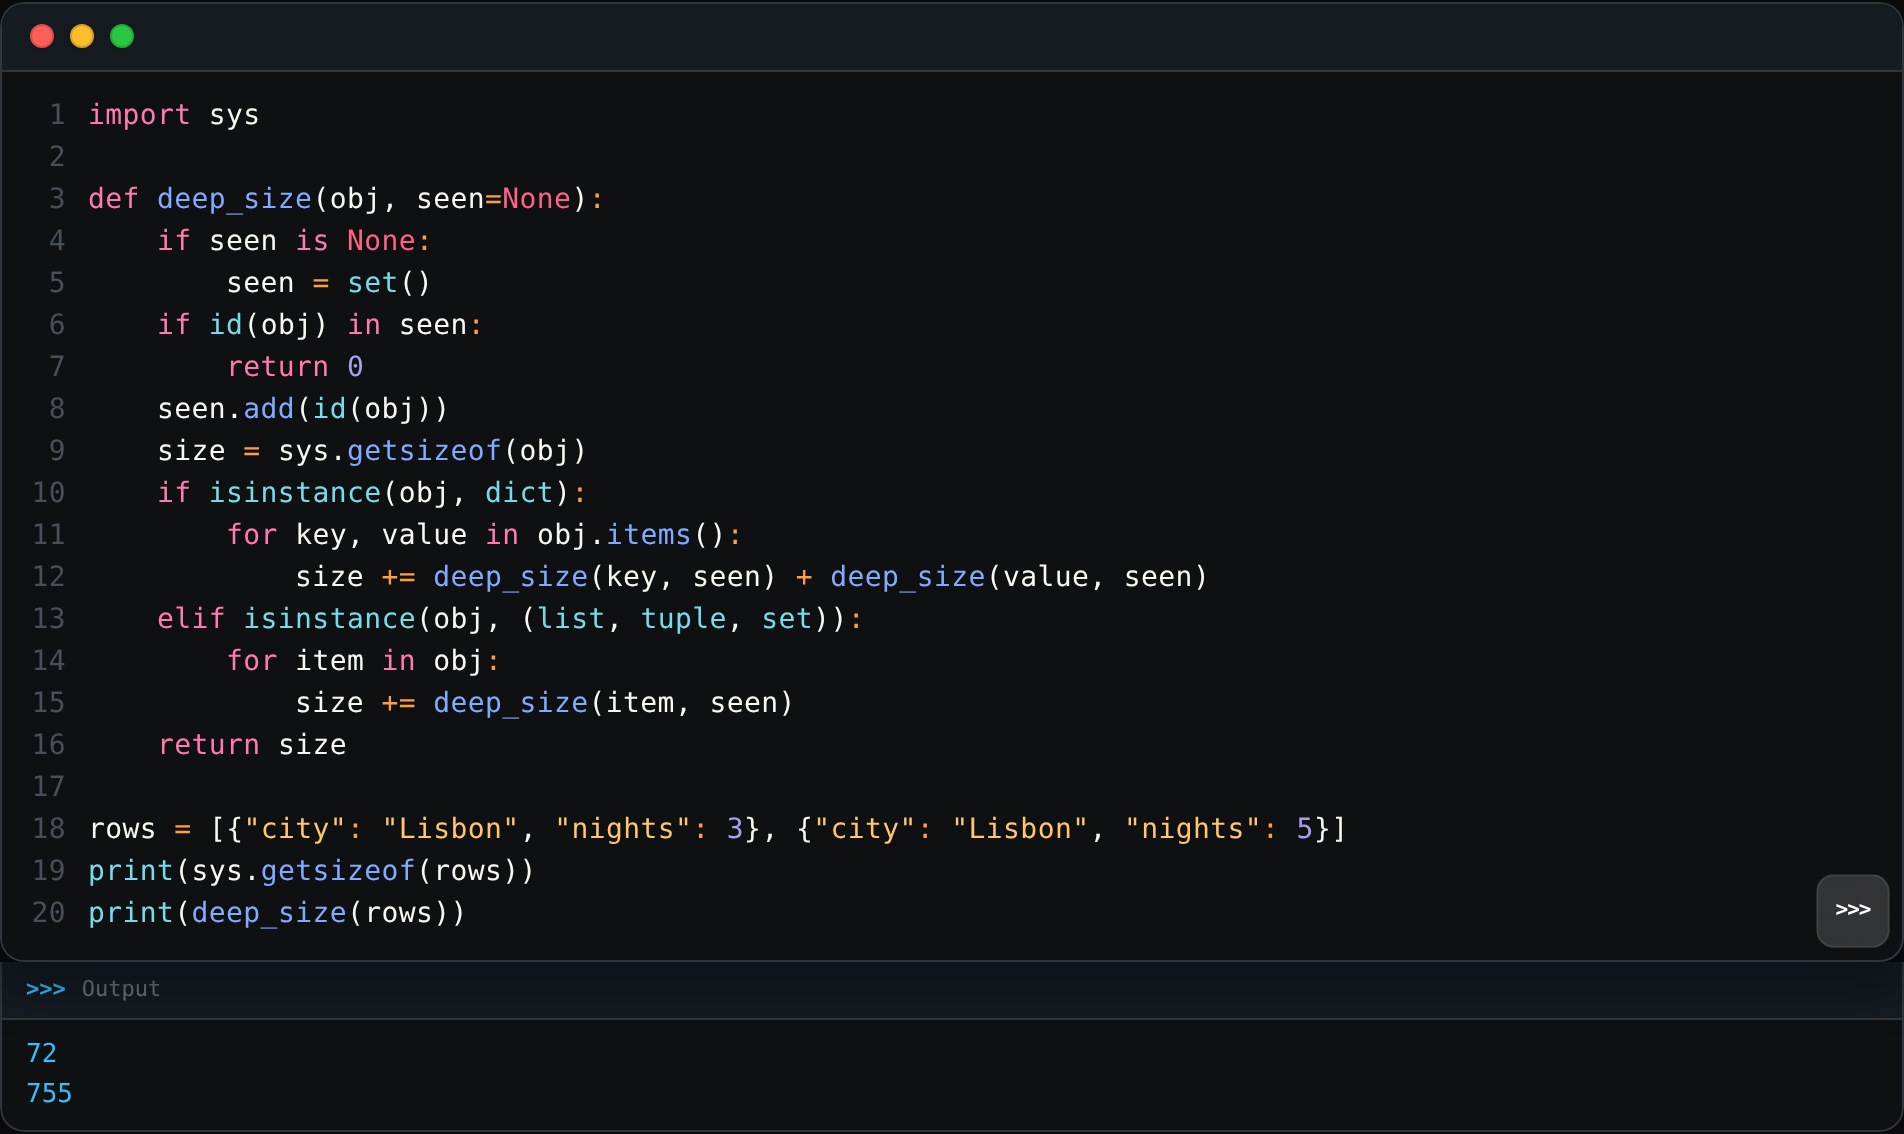 1 import sys
2
3 def deep_size(obj, seen=None):
4     if seen is None:
5         seen = set()
6     if id(obj) in seen:
7         return 0
8     seen.add(id(obj))
9     size = sys.getsizeof(obj)
10     if isinstance(obj, dict):
11         for key, value in obj.items():
12             size += deep_size(key, seen) + deep_size(value, seen)
13     elif isinstance(obj, (list, tuple, set)):
14         for item in obj:
15             size += deep_size(item, seen)
16     return size
17
18 rows = [{"city": "Lisbon", "nights": 3}, {"city": "Lisbon", "nights": 5}]
19 print(sys.getsizeof(rows))
20 print(deep_size(rows))
>>>
>>> Output
72
755